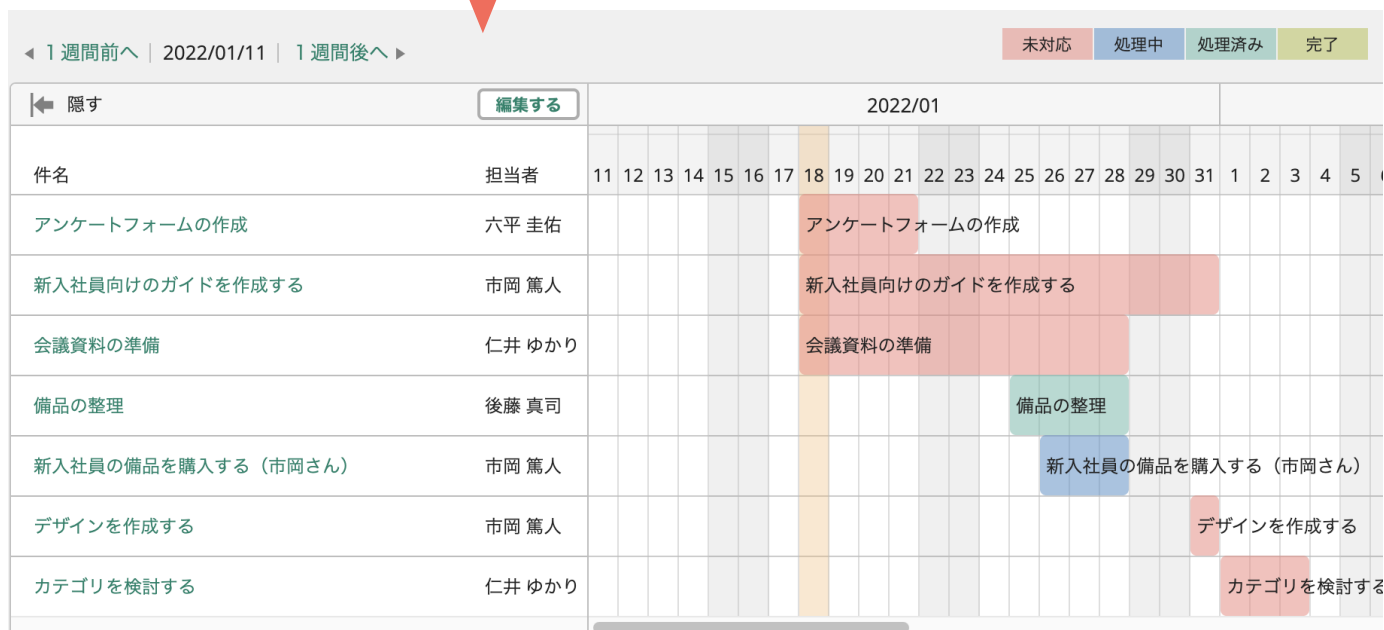 1 週間前へ 2022/01/11 1 週間後へ
未対応 処理中 処理済み 完了
隠す 編集する 2022/01
件名 担当者 11 12 13 14 15 16 17 18 19 20 21 22 23 24 25 26 27 28 29 30 31 1 2 3 4 5
アンケートフォームの作成 六平 圭佑 アンケートフォームの作成
新入社員向けのガイドを作成する 市岡 篤人 新入社員向けのガイドを作成する
会議資料の準備 仁井 ゆかり 会議資料の準備
備品の整理 後藤 真司 備品の整理
新入社員の備品を購入する（市岡さん） 市岡 篤人 新入社員の備品を購入する（市岡さん）
デザインを作成する 市岡 篤人 デザインを作成する
カテゴリを検討する 仁井 ゆかり カテゴリを検討する